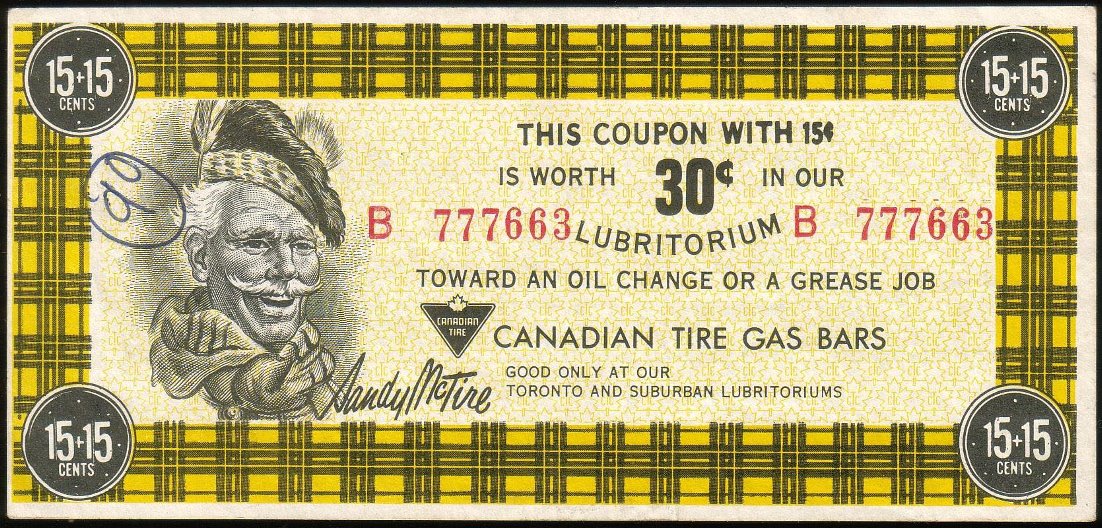 15+15
CENTS
15+15
CENTS
THIS COUPON WITH 15¢
IS WORTH 30¢ IN OUR
B 777663 LUBRITORIUM B 777663
TOWARD AN OIL CHANGE OR A GREASE JOB
CANADIAN
TIRE
CANADIAN TIRE GAS BARS
GOOD ONLY AT OUR
TORONTO AND SUBURBAN LUBRITORIUMS
Sandy McTire
15+15
CENTS
15+15
CENTS